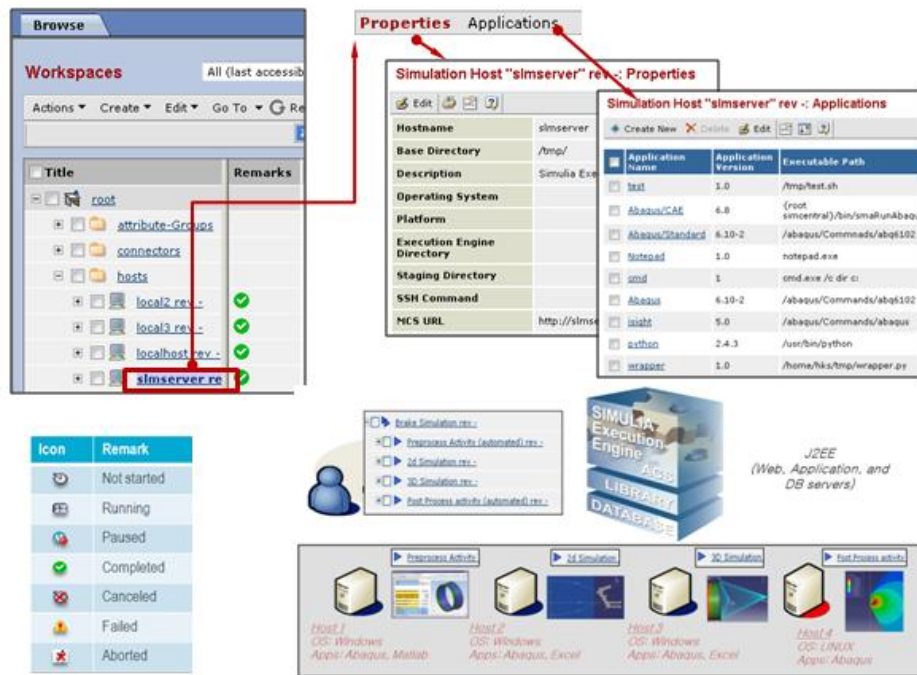 Browse
Workspaces
All (last accessib
Actions Create Edit Go To Re
Title Remarks
root
attribute-Groups
connectors
hosts
local2 rev -
local3 rev -
localhost rev -
slmserver re
Properties Applications
Simulation Host "slmserver" rev -: Properties
Edit
Hostname slmserver
Base Directory /tmp/
Description Simulia Exe
Operating System
Platform
Execution Engine
Directory
Staging Directory
SSH Command
MCS URL http://slmse
Simulation Host "slmserver" rev -: Applications
Create New Delete Edit
Application Name Application Version Executable Path
test 1.0 /tmp/test.sh
Abaqus/CAE 6.8 {root
simcentral}/bin/smaRunAbaqu
Abaqus/Standard 6.10-2 /abaqus/Commnads/abq6102
Notepad 1.0 notepad.exe
cmd 1 cmd.exe /c dir c:
Abaqus 6.10-2 /abaqus/Commands/abq6102
isight 5.0 /abaqus/Commands/abaqus
python 2.4.3 /usr/bin/python
wrapper 1.0 /home/hks/tmp/wrapper.py
Icon Remark
Not started
Running
Paused
Completed
Canceled
Failed
Aborted
Brake Simulation rev -
Preprocess Activity (automated) rev -
2d Simulation rev -
3D Simulation rev -
Post Process activity (automated) rev -
SIMULIA
Execution
Engine
ACS
LIBRARY
DATABASE
J2EE
(Web, Application, and
DB servers)
Preprocess Activity
2d Simulation
3D Simulation
Post Process activity
Host 1
OS: Windows
Apps: Abaqus, Matlab
Host 2
OS: Windows
Apps: Abaqus, Excel
Host 3
OS: Windows
Apps: Abaqus, Excel
Host 4
OS: LINUX
Apps: Abaqus